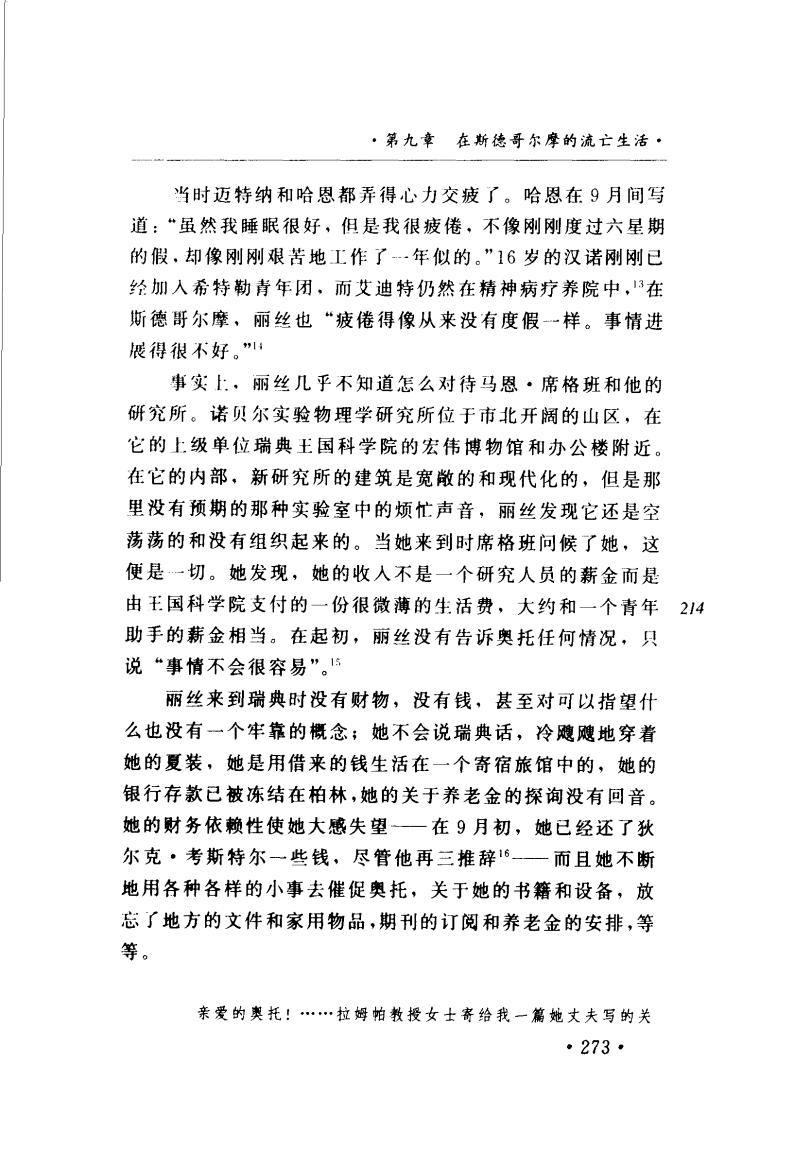 ·第九章　在斯德哥尔摩的流亡生活·
当时迈特纳和哈恩都弄得心力交疲了。哈恩在9月间写
道：“虽然我睡眠很好，但是我很疲倦，不像刚刚度过六星期
的假，却像刚刚艰苦地工作了一年似的。”16岁的汉诺刚刚已
经加入希特勒青年团，而艾迪特仍然在精神病疗养院中，13在
斯德哥尔摩，丽丝也“疲倦得像从来没有度假一样。事情进
展得很不好。”14
事实上，丽丝几乎不知道怎么对待马恩·席格班和他的
研究所。诺贝尔实验物理学研究所位于市北开阔的山区，在
它的上级单位瑞典王国科学院的宏伟博物馆和办公楼附近。
在它的内部，新研究所的建筑是宽敞的和现代化的，但是那
里没有预期的那种实验室中的烦忙声音，丽丝发现它还是空
荡荡的和没有组织起来的。当她来到时席格班问候了她，这
便是一切。她发现，她的收入不是一个研究人员的薪金而是
由王国科学院支付的一份很微薄的生活费，大约和一个青年 214
助手的薪金相当。在起初，丽丝没有告诉奥托任何情况，只
说“事情不会很容易”。15
丽丝来到瑞典时没有财物，没有钱，甚至对可以指望什
么也没有一个牢靠的概念；她不会说瑞典话，冷飕飕地穿着
她的夏装，她是用借来的钱生活在一个寄宿旅馆中的，她的
银行存款已被冻结在柏林，她的关于养老金的探询没有回音。
她的财务依赖性使她大感失望——在9月初，她已经还了狄
尔克·考斯特尔一些钱，尽管他再三推辞16——而且她不断
地用各种各样的小事去催促奥托，关于她的书籍和设备，放
忘了地方的文件和家用物品，期刊的订阅和养老金的安排，等
等。
亲爱的奥托！……拉姆帕教授女士寄给我一篇她丈夫写的关
·273·